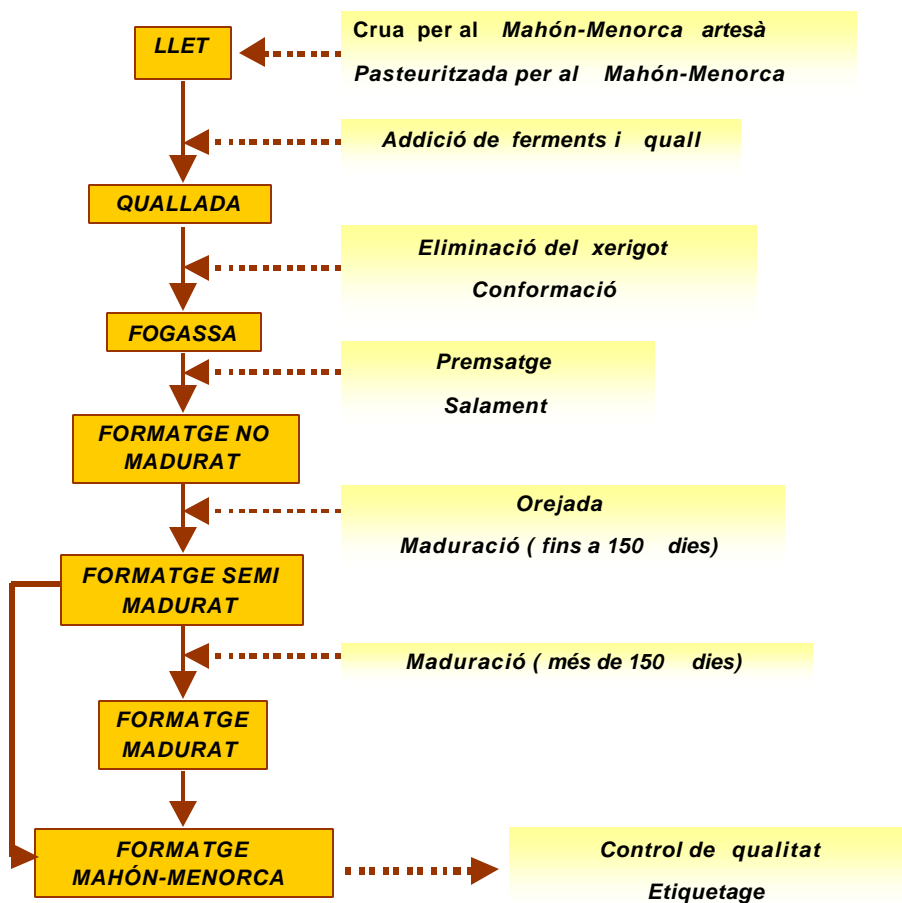 LLET
Crua per al Mahón-Menorca artesà
Pasteuritzada per al Mahón-Menorca
Addició de ferments i quall
QUALLADA
Eliminació del xerigot
Conformació
FOGASSA
Premsatge
Salament
FORMATGE NO
MADURAT
Orejada
Maduració ( fins a 150 dies)
FORMATGE SEMI
MADURAT
Maduració ( més de 150 dies)
FORMATGE
MADURAT
FORMATGE
MAHÓN-MENORCA
Control de qualitat
Etiquetage